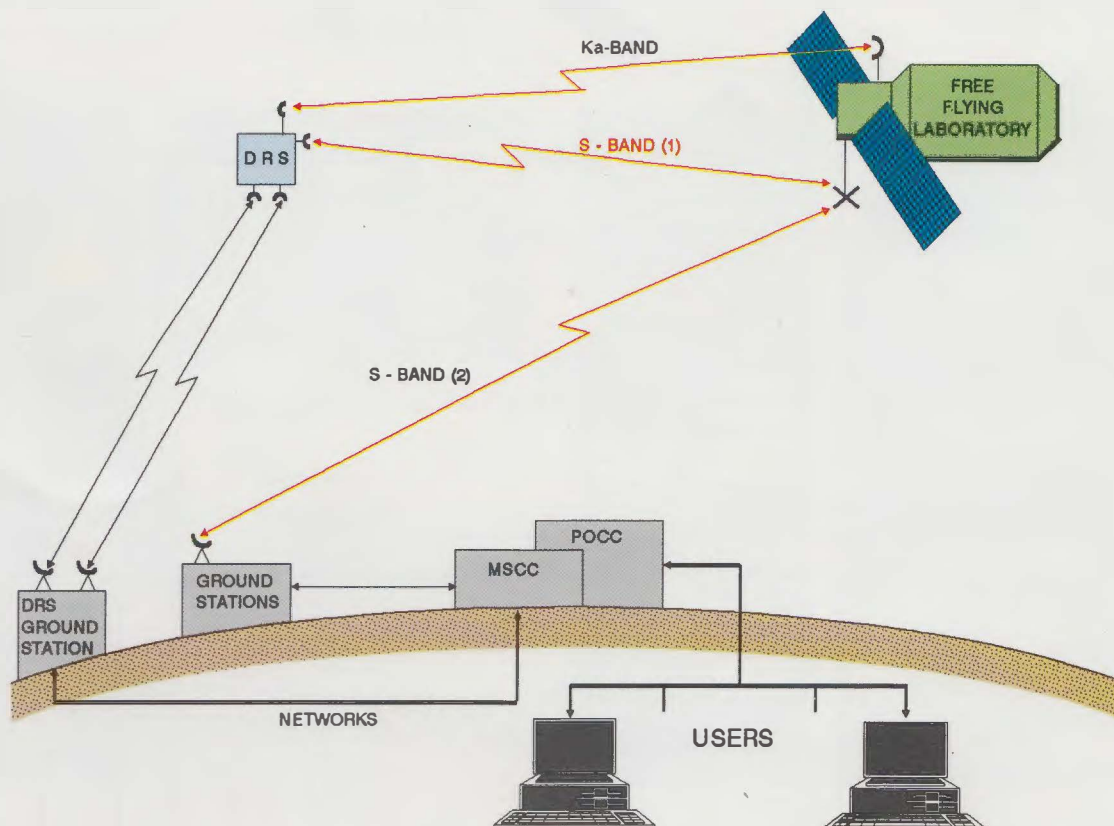 Ka-BAND
FREE
FLYING
LABORATORY
D R S
S - BAND (1)
S - BAND (2)
POCC
MSCC
GROUND
STATIONS
DRS
GROUND
STATION
NETWORKS
USERS